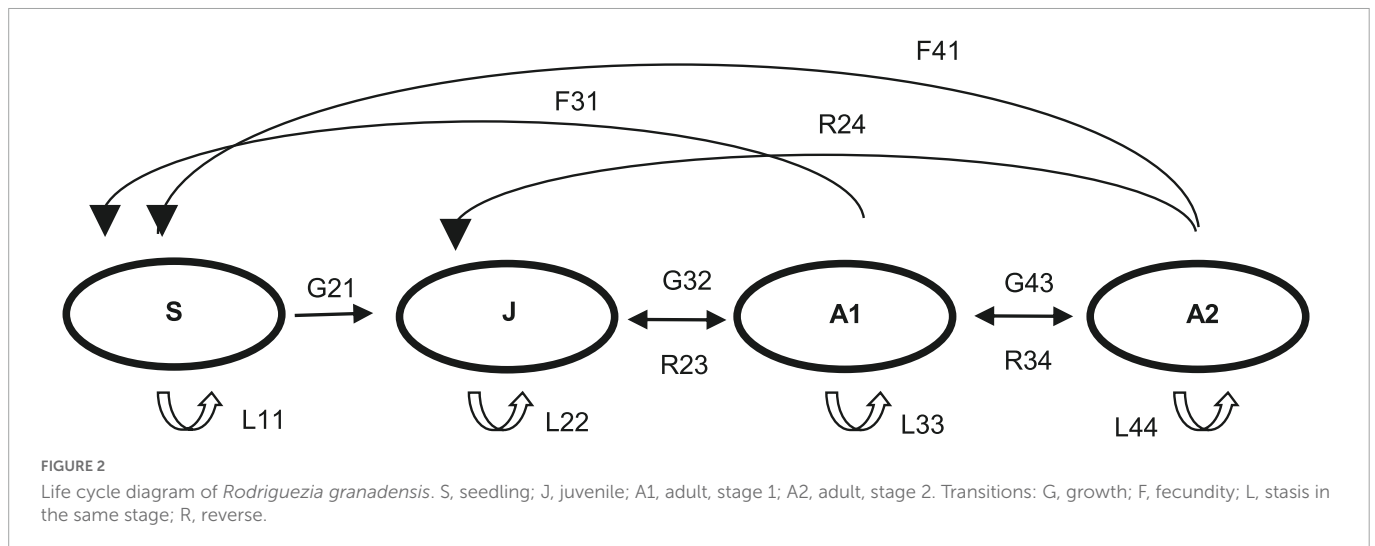 F41
F31
R24
G21
G32
G43
S
J
A1
A2
R23
R34
L11
L22
L33
L44
FIGURE 2
Life cycle diagram of Rodriguezia granadensis. S, seedling; J, juvenile; A1, adult, stage 1; A2, adult, stage 2. Transitions: G, growth; F, fecundity; L, stasis in
the same stage; R, reverse.